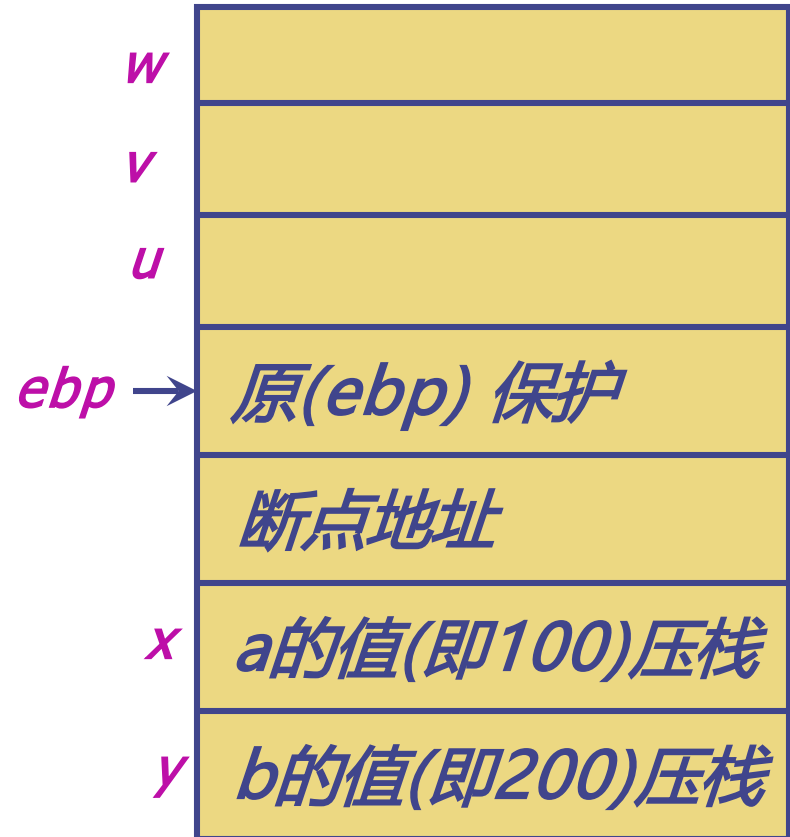 w
v
u
ebp 原(ebp) 保护
断点地址
x a的值(即100)压栈
y b的值(即200)压栈